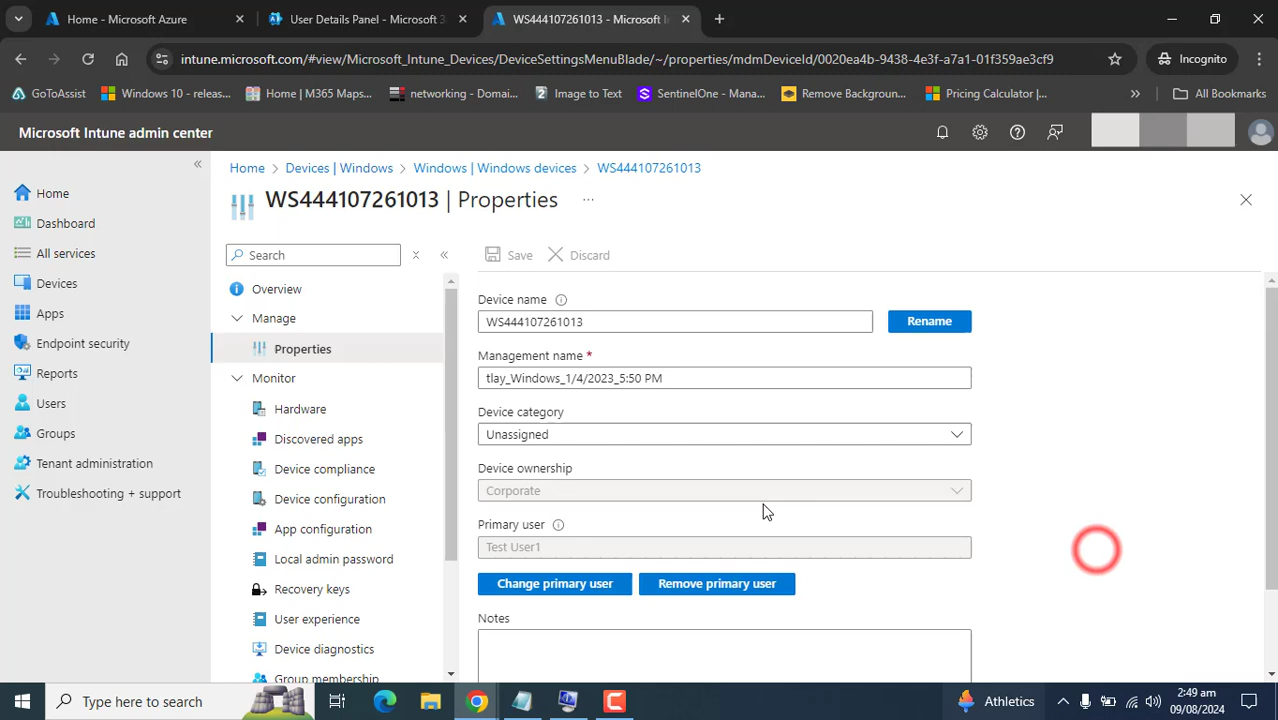 Home - Microsoft Azure
User Details Panel - Microsoft 3
WS444107261013 - Microsoft I
intune.microsoft.com/#view/Microsoft_Intune_Devices/DeviceSettingsMenuBlade/~/properties/mdmDeviceId/0020ea4b-9438-4e3f-a7a1-01f359ae3cf9
Incognito
GoToAssist
Windows 10 - releas...
Home | M365 Maps...
networking - Domai...
Image to Text
SentinelOne - Mana...
Remove Backgroun...
Pricing Calculator |...
All Bookmarks
Microsoft Intune admin center
Home
Dashboard
All services
Devices
Apps
Endpoint security
Reports
Users
Groups
Tenant administration
Troubleshooting + support
Home > Devices | Windows > Windows | Windows devices > WS444107261013
WS444107261013 | Properties
Search
Overview
Manage
Properties
Monitor
Hardware
Discovered apps
Device compliance
Device configuration
App configuration
Local admin password
Recovery keys
User experience
Device diagnostics
Group membership
Save
Discard
Device name
WS444107261013
Rename
Management name *
tlay_Windows_1/4/2023_5:50 PM
Device category
Unassigned
Device ownership
Corporate
Primary user
Test User1
Change primary user
Remove primary user
Notes
Type here to search
Athletics
2:49 am
09/08/2024